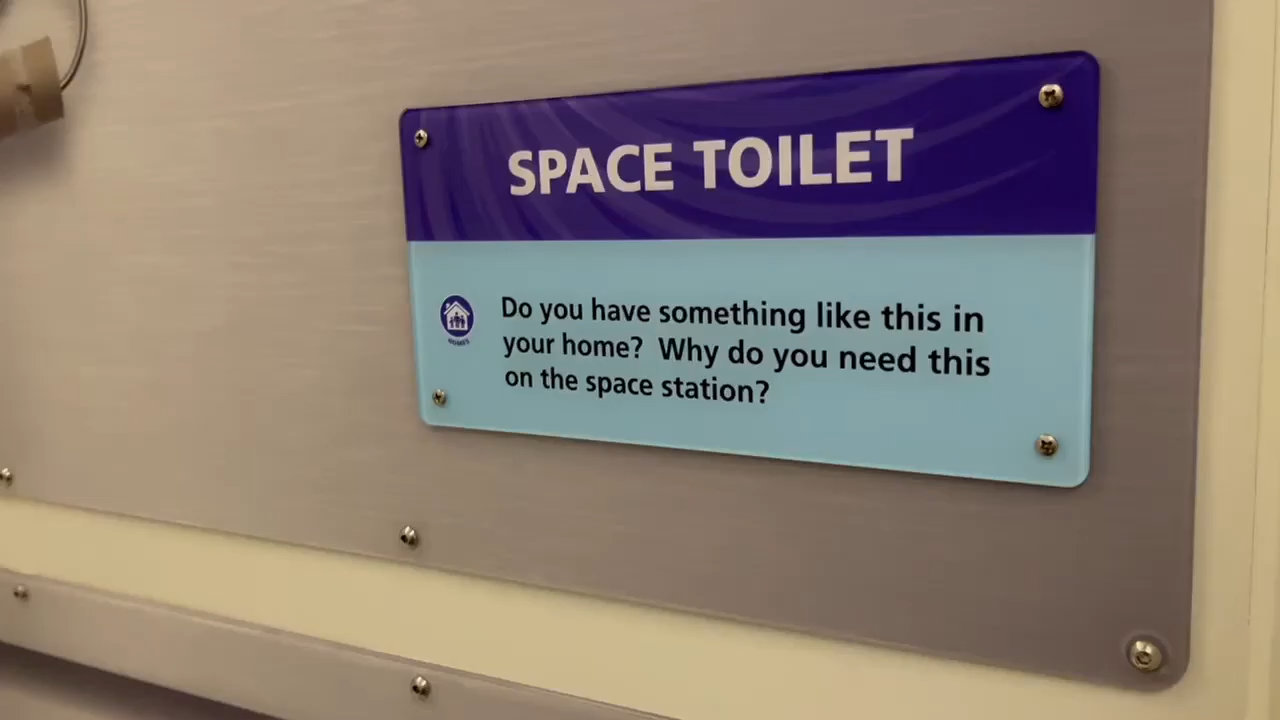 SPACE TOILET
Do you have something like this in
your home? Why do you need this
on the space station?
HOMES